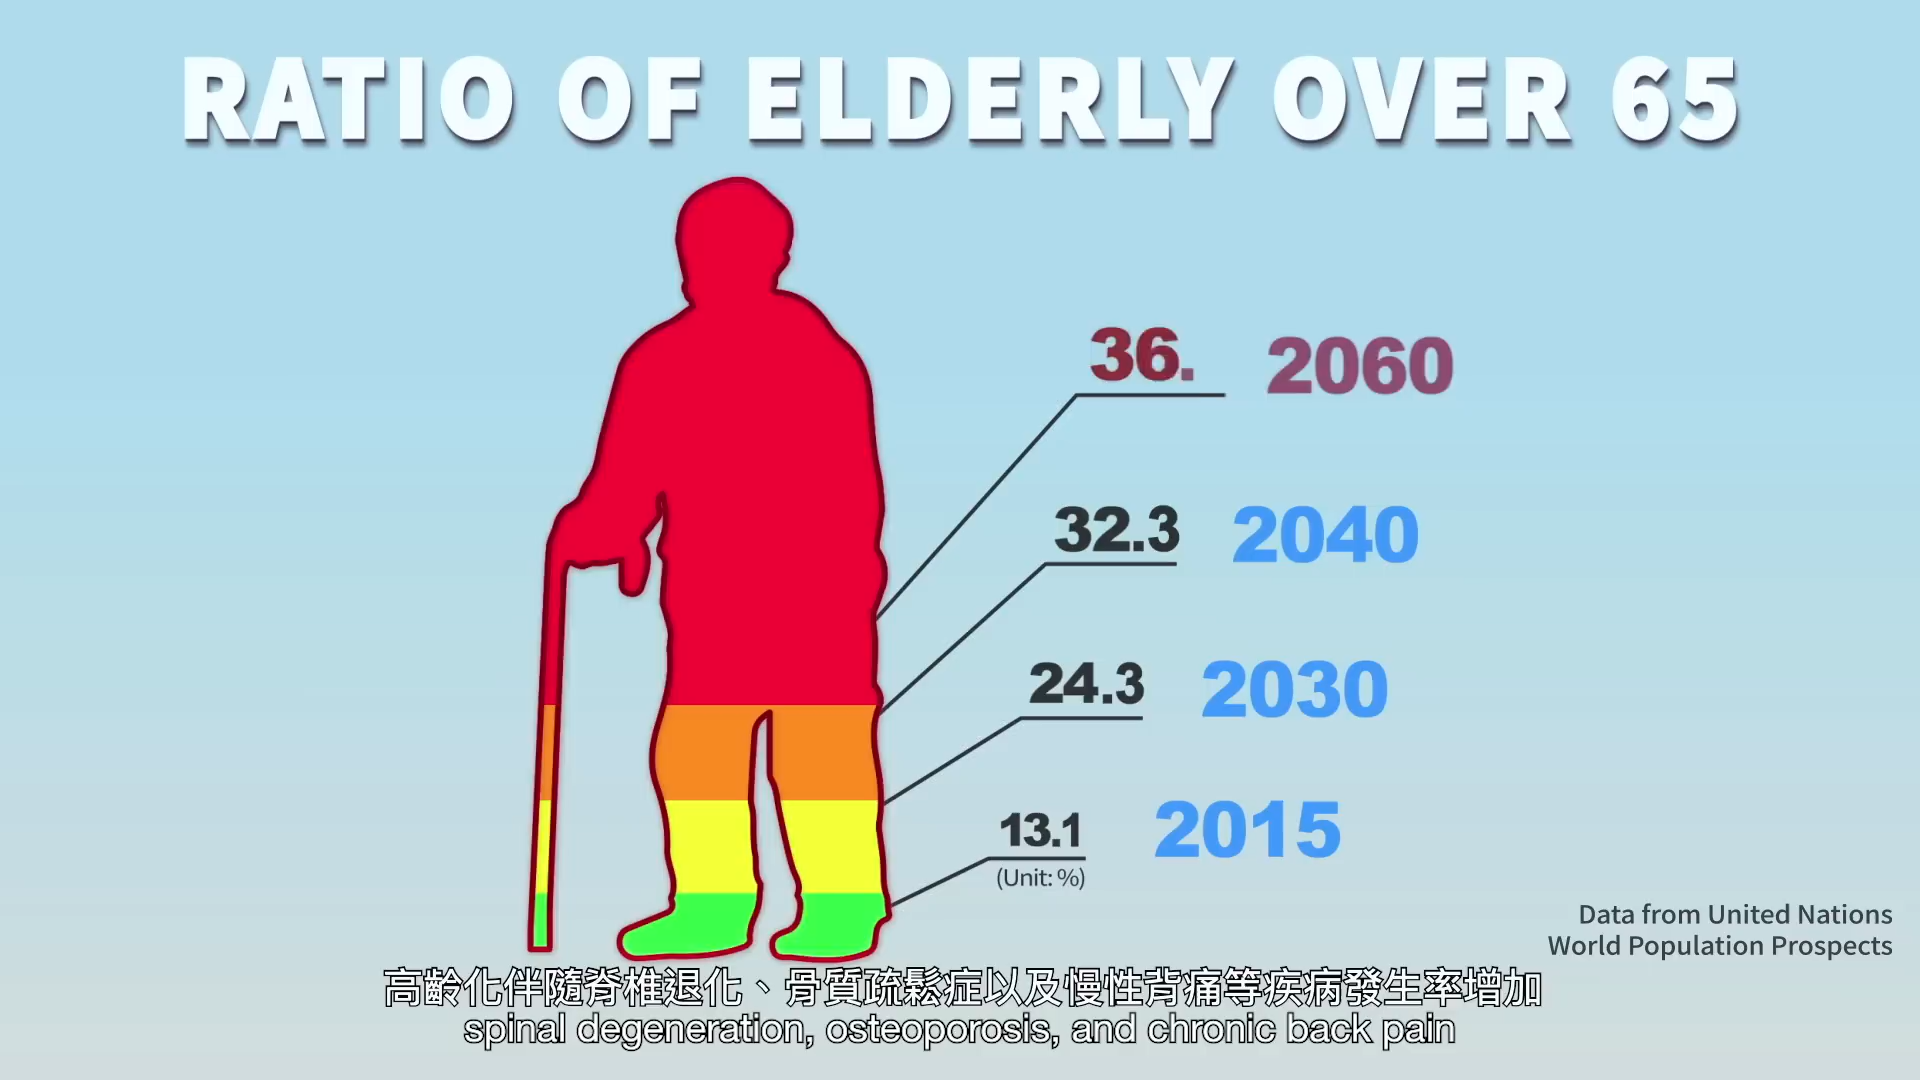 RATIO OF ELDERLY OVER 65
36. 2060
32.3 2040
24.3 2030
13.1 2015
(Unit: %)
Data from United Nations
World Population Prospects
高齡化伴隨脊椎退化、骨質疏鬆症以及慢性背痛等疾病發生率增加
spinal degeneration, osteoporosis, and chronic back pain